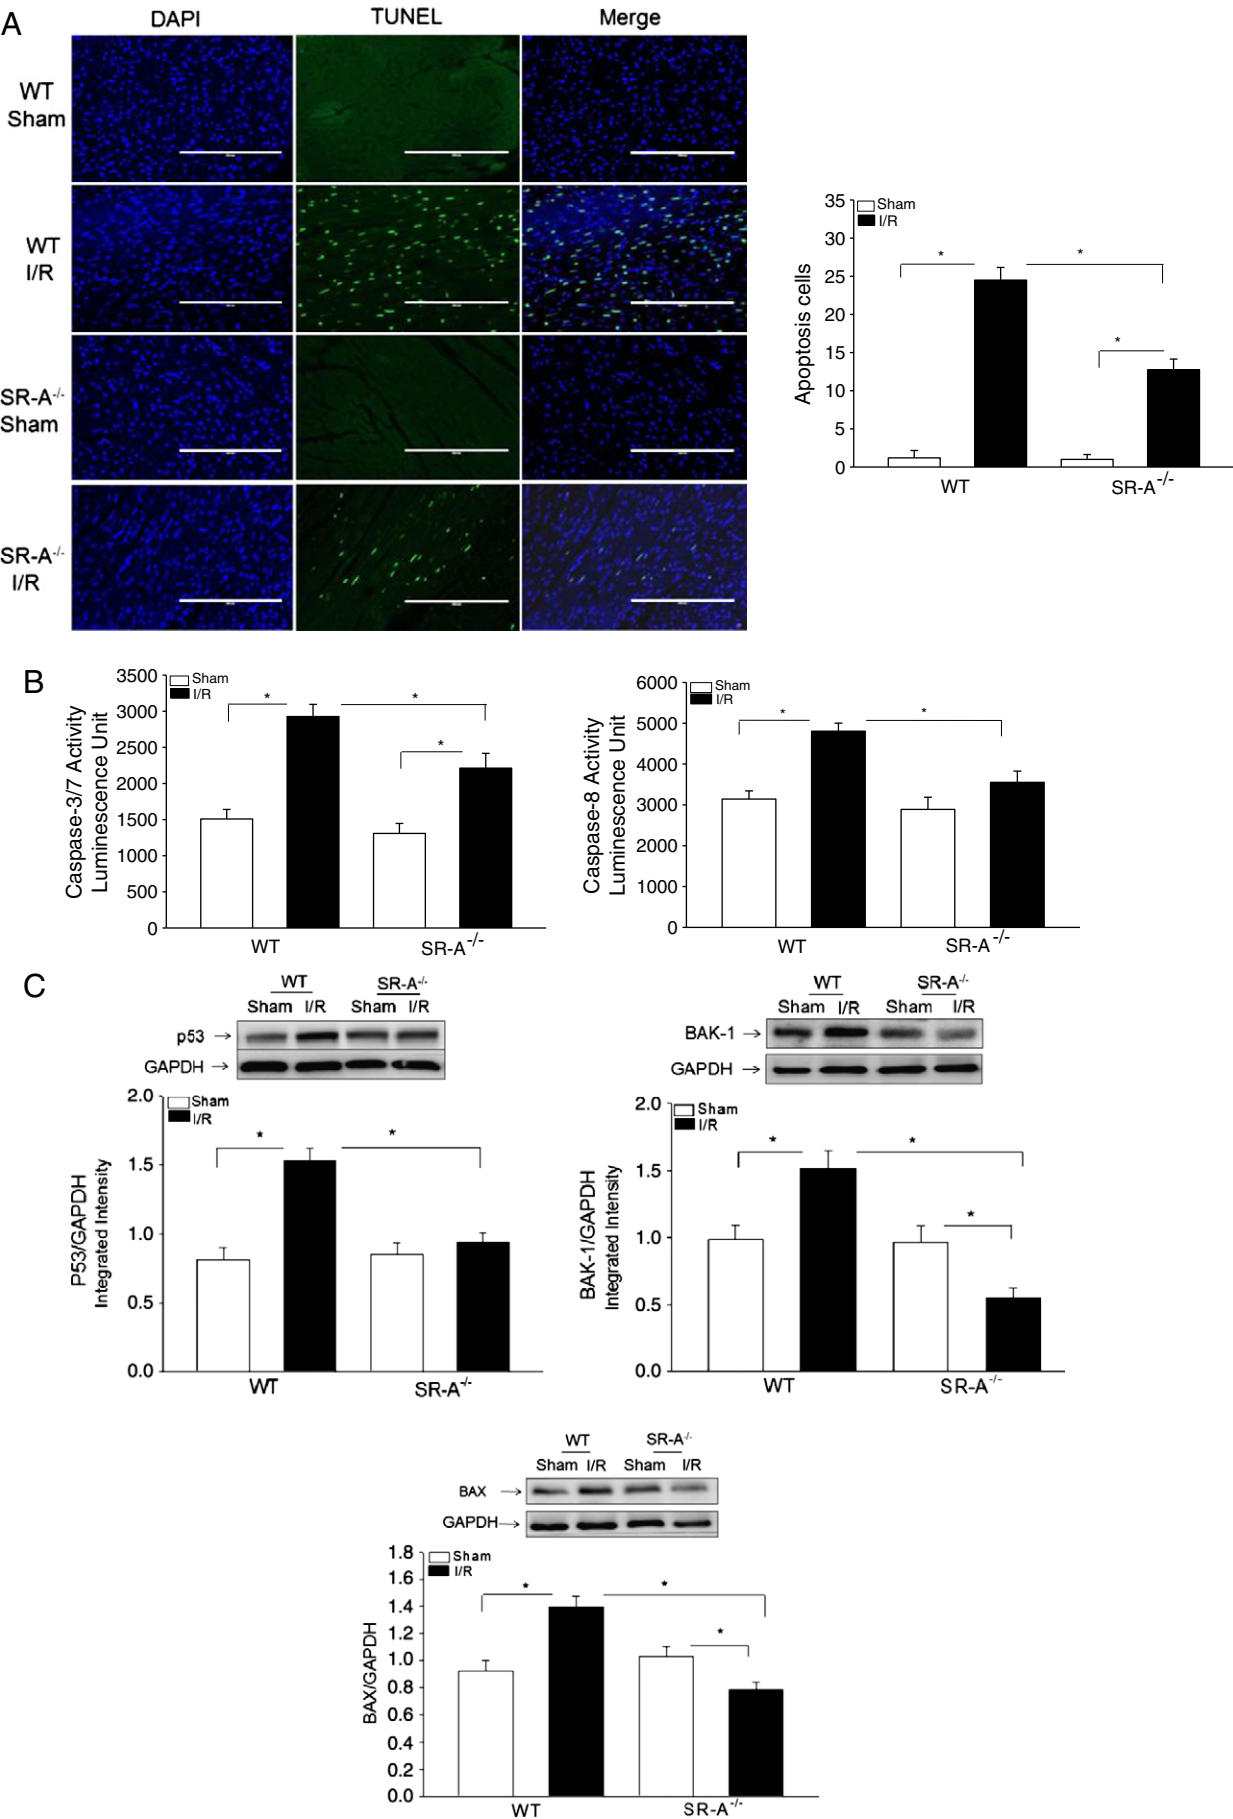 A
DAPI
TUNEL
Merge
WT
Sham
WT
I/R
SR-A-/-
Sham
SR-A-/-
I/R
Sham
I/R
35
30
25
20
15
10
5
0
Apoptosis cells
*
*
*
WT
SR-A-/-
B
Sham
I/R
3500
3000
2500
2000
1500
1000
500
0
Caspase-3/7 Activity
Luminescence Unit
*
*
*
WT
SR-A-/-
Sham
I/R
6000
5000
4000
3000
2000
1000
0
Caspase-8 Activity
Luminescence Unit
*
*
WT
SR-A-/-
C
WT
SR-A-/-
Sham I/R Sham I/R
p53 →
GAPDH →
Sham
I/R
2.0
1.5
1.0
0.5
0.0
P53/GAPDH
Integrated Intensity
*
*
WT
SR-A-/-
WT
SR-A-/-
Sham I/R Sham I/R
BAK-1 →
GAPDH →
Sham
I/R
2.0
1.5
1.0
0.5
0.0
BAK-1/GAPDH
Integrated Intensity
*
*
*
WT
SR-A-/-
WT
SR-A-/-
Sham I/R Sham I/R
BAX →
GAPDH→
Sham
I/R
1.8
1.6
1.4
1.2
1.0
0.8
0.6
0.4
0.2
0.0
BAX/GAPDH
*
*
*
WT
SR-A-/-